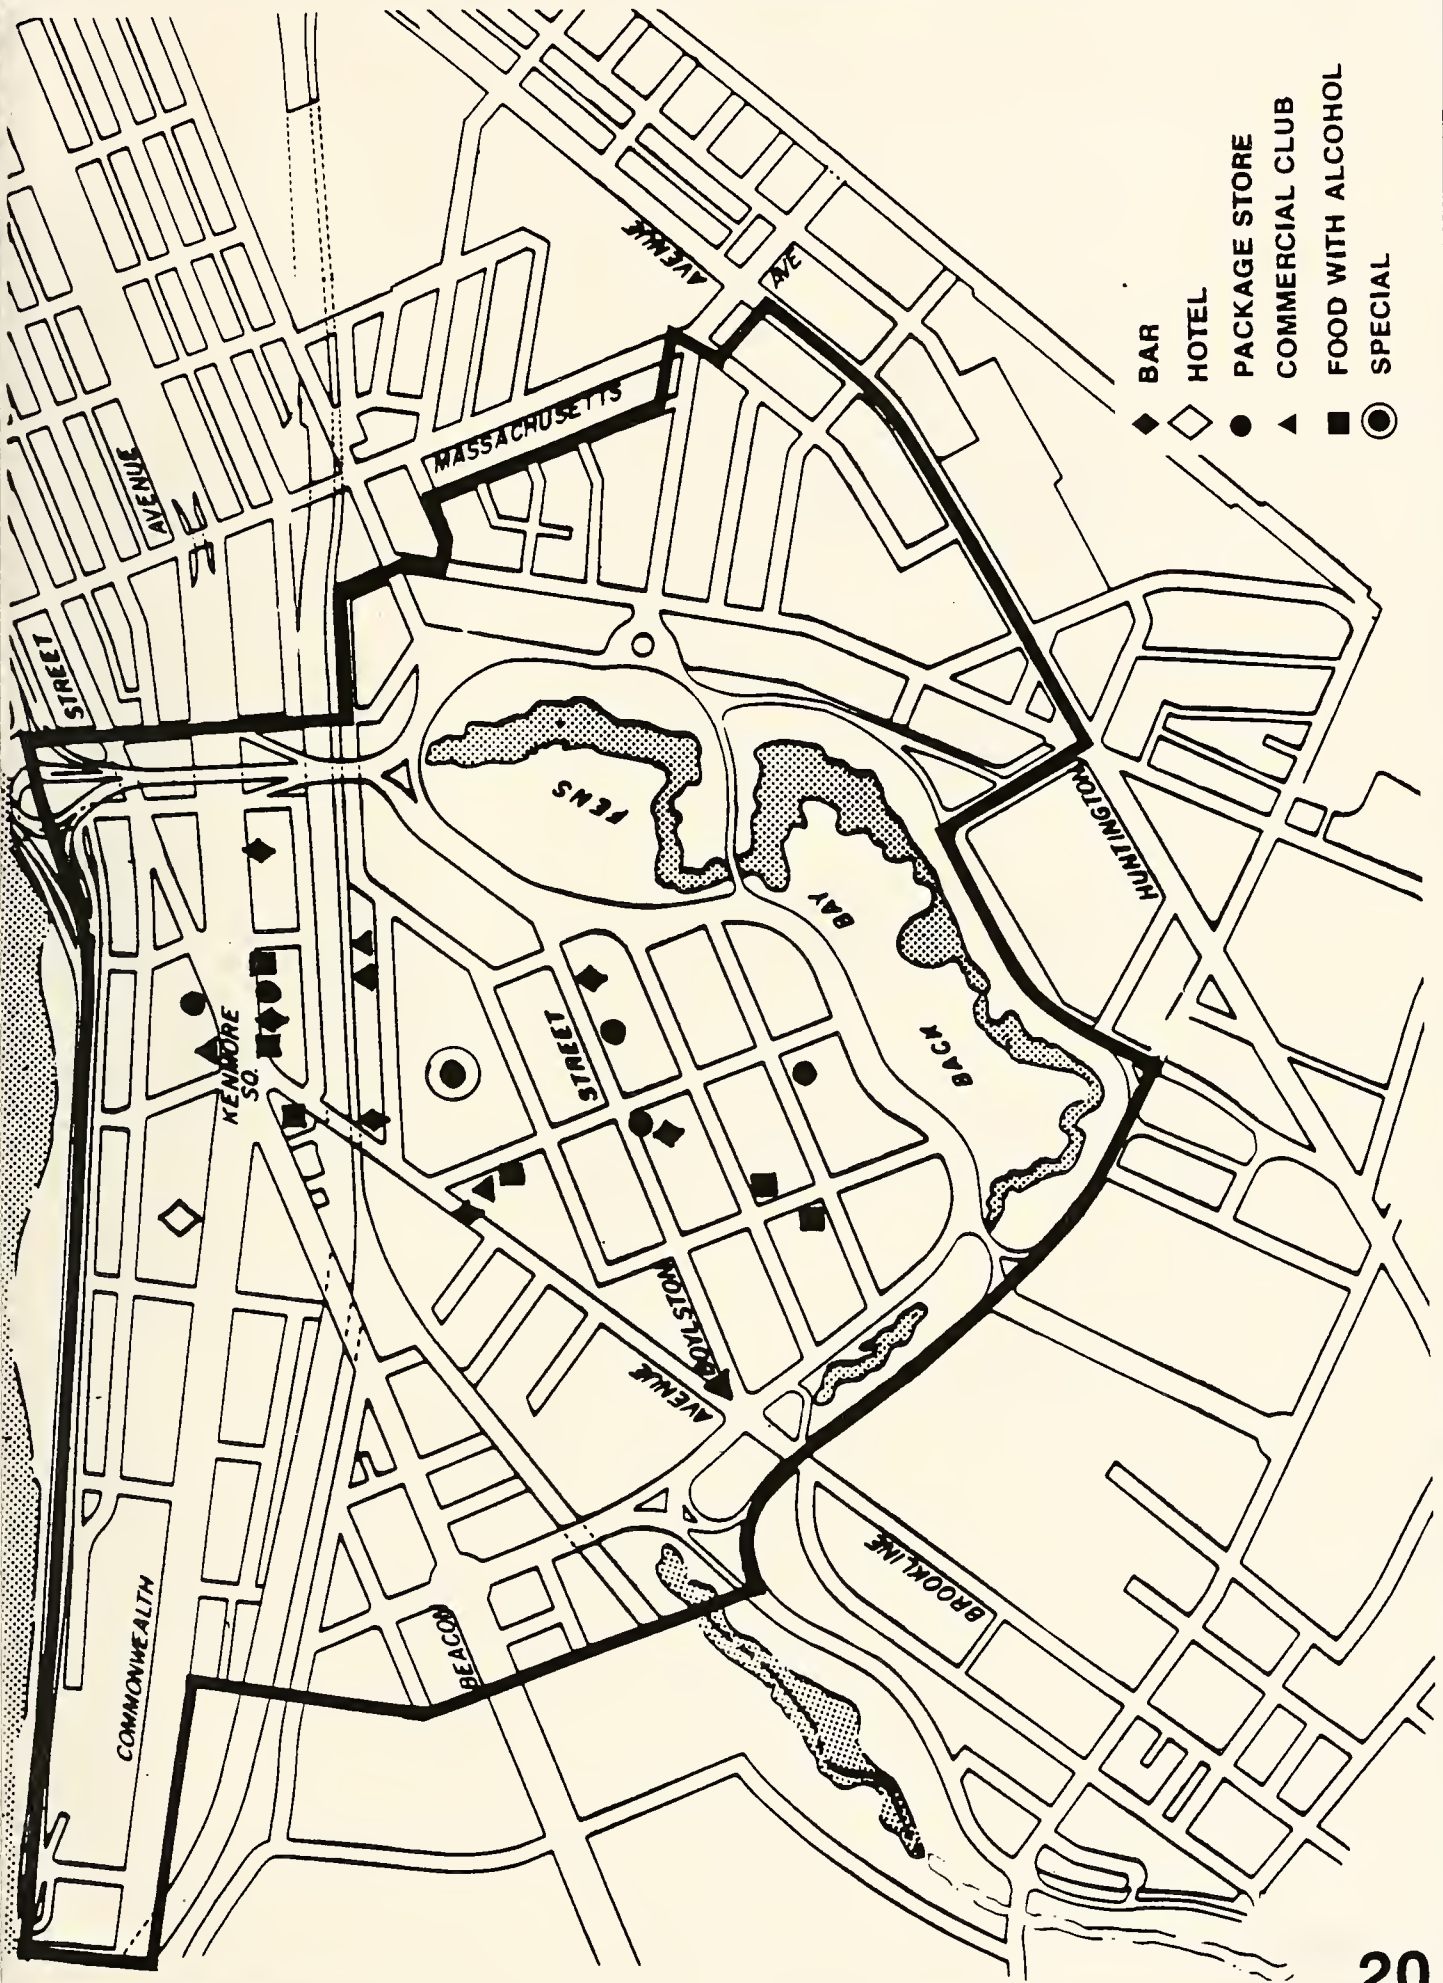 STREET
AVENUE
MASSACHUSETTS
AVENUE
AVE
KENMORE
SQ.
FENS
BAY
BACK
STREET
BOYLSTON
AVENUE
HUNTINGTON
BROOKLINE
BEACON
COMMONWEALTH
BAR
HOTEL
PACKAGE STORE
COMMERCIAL CLUB
FOOD WITH ALCOHOL
SPECIAL
20